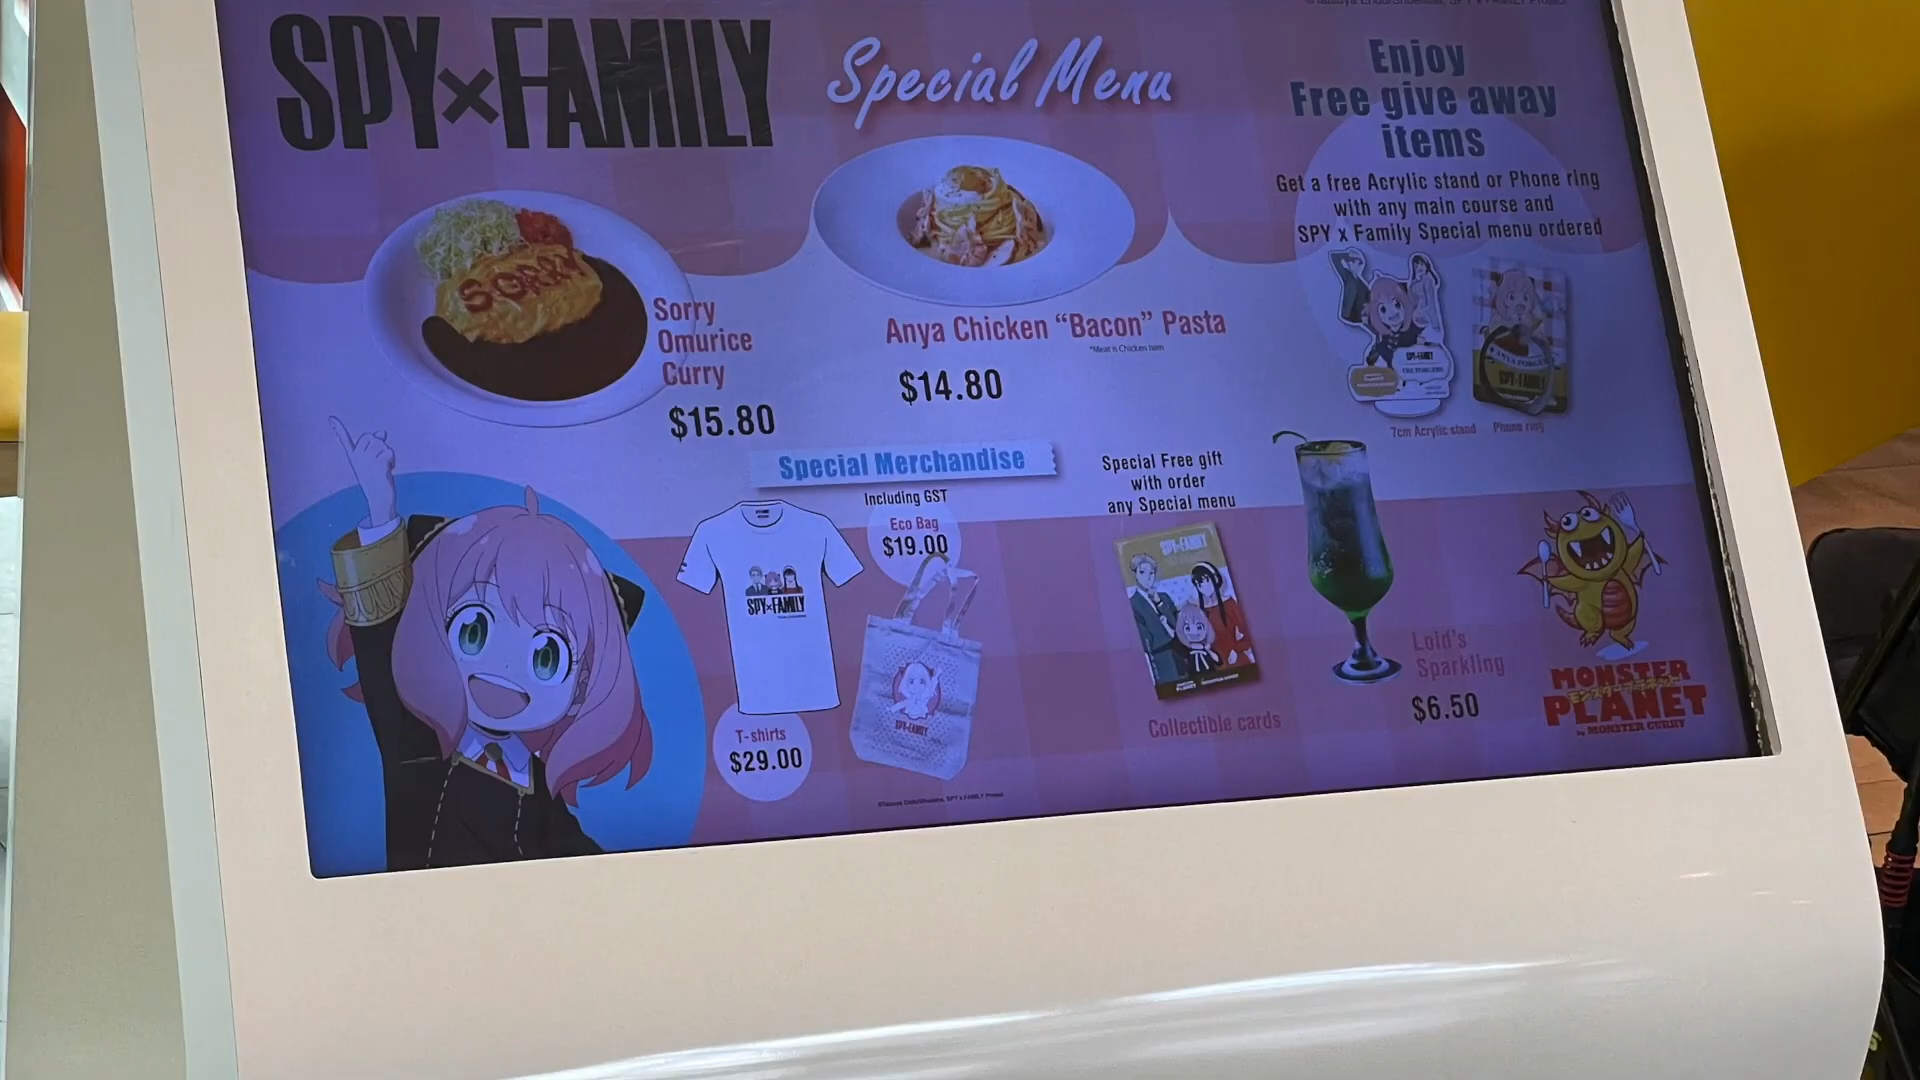 SPY×FAMILY
Special Menu
Enjoy
Free give away
items
Get a free Acrylic stand or Phone ring
with any main course and
SPY x Family Special menu ordered
SORRY
Sorry
Omurice
Curry
$15.80
Anya Chicken “Bacon” Pasta
*Meat is Chicken ham
$14.80
7cm Acrylic stand
Phone ring
Special Merchandise
Including GST
Eco Bag
$19.00
SPY×FAMILY
T-shirts
$29.00
SPY×FAMILY
Special Free gift
with order
any Special menu
SPY×FAMILY
Collectible cards
Loid's
Sparkling
$6.50
MONSTER
PLANET
by MONSTER CURRY